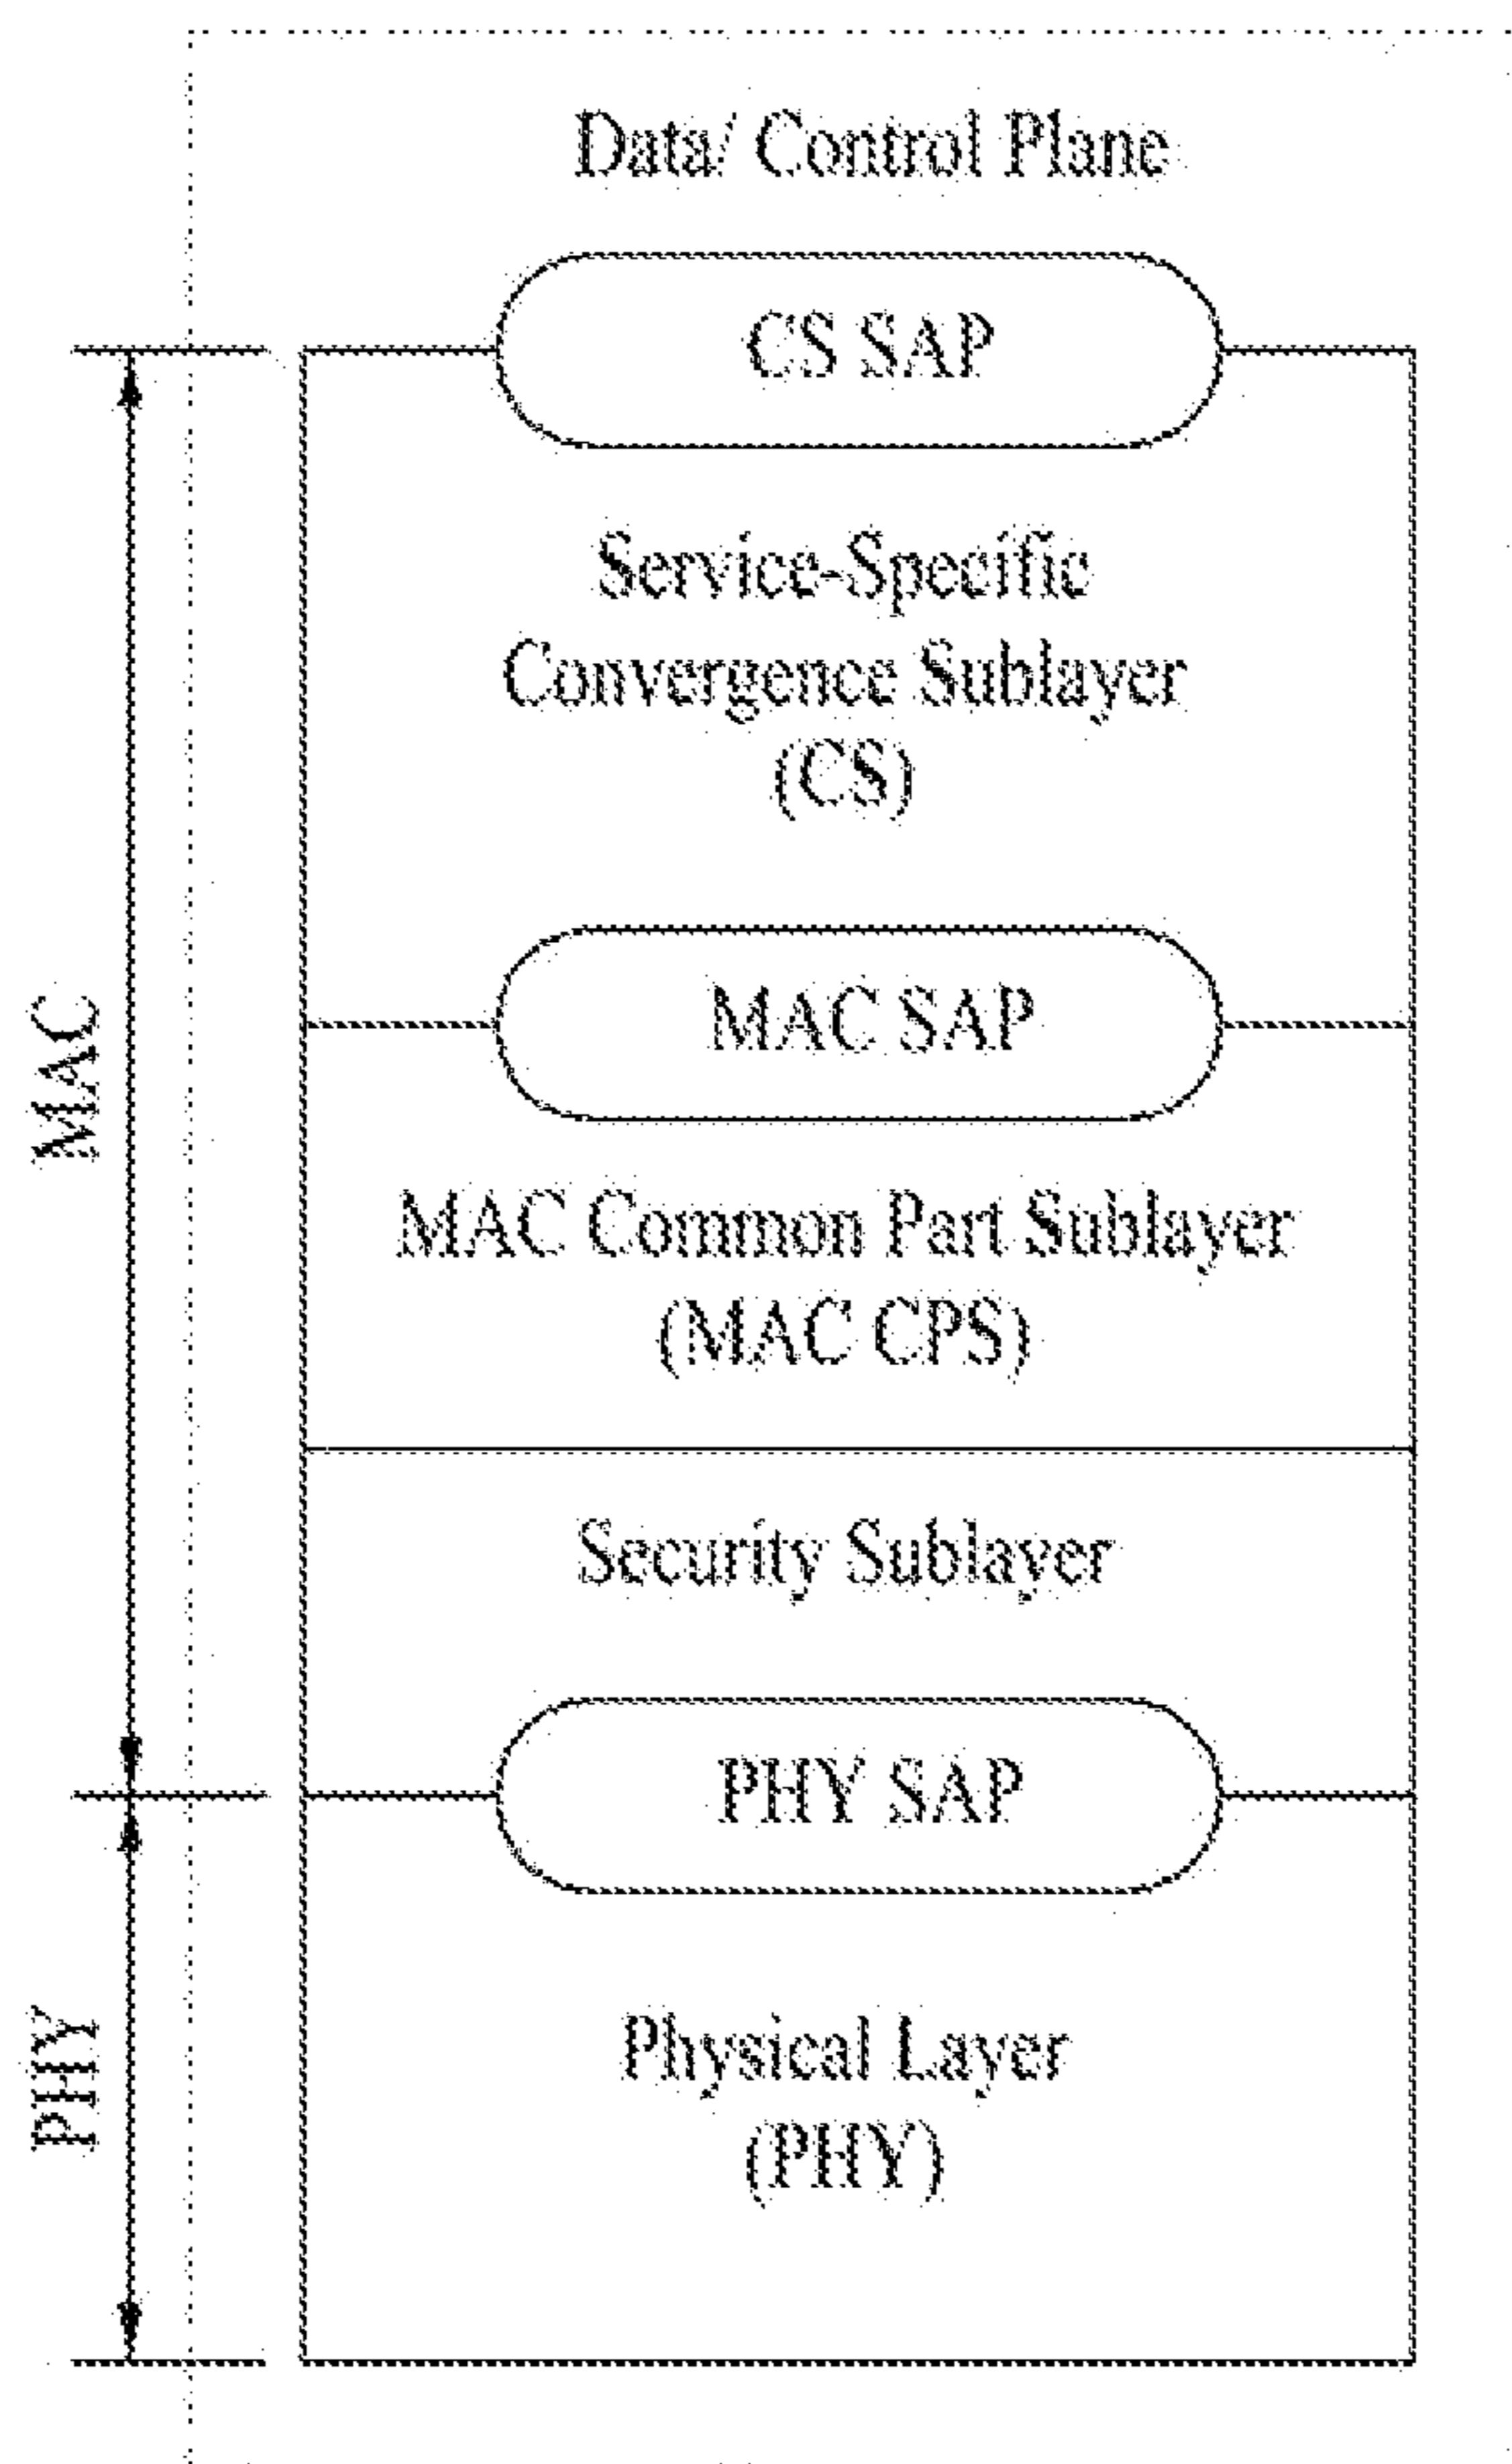 Data/ Control Plane
CS SAP
Service-Specific
Convergence Sublayer
(CS)
MAC SAP
MAC Common Part Sublayer
(MAC CPS)
Security Sublayer
PHY SAP
Physical Layer
(PHY)
MAC
PHY